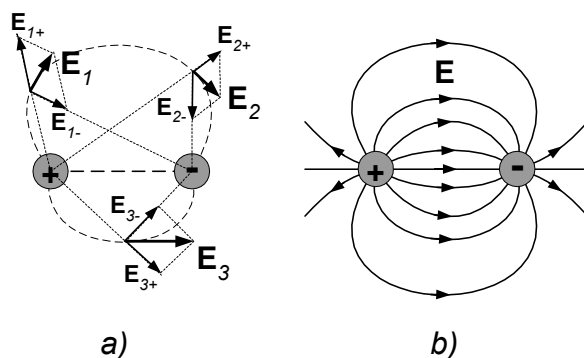 E1+
E1
E1-
E2+
E2
E2-
+
-
E3-
E3
E3+
a)
E
+
-
b)